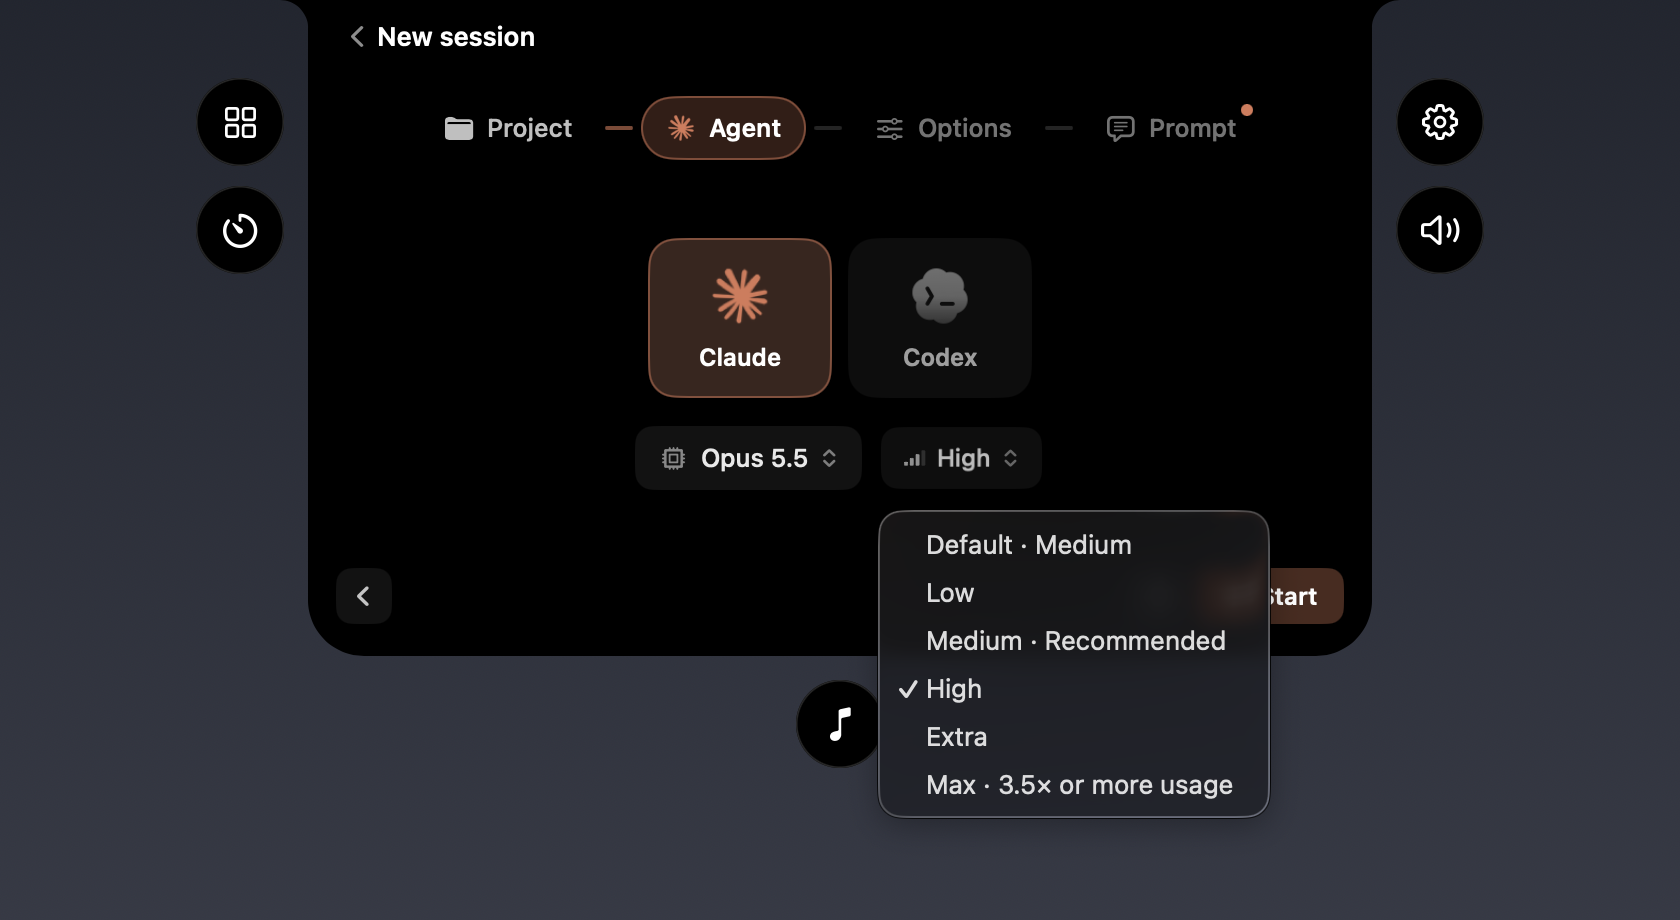 New session
Project
Agent
Options
Prompt
Claude
Codex
Opus 5.5
High
Default · Medium
Low
Medium · Recommended
High
Extra
Max · 3.5× or more usage
Start